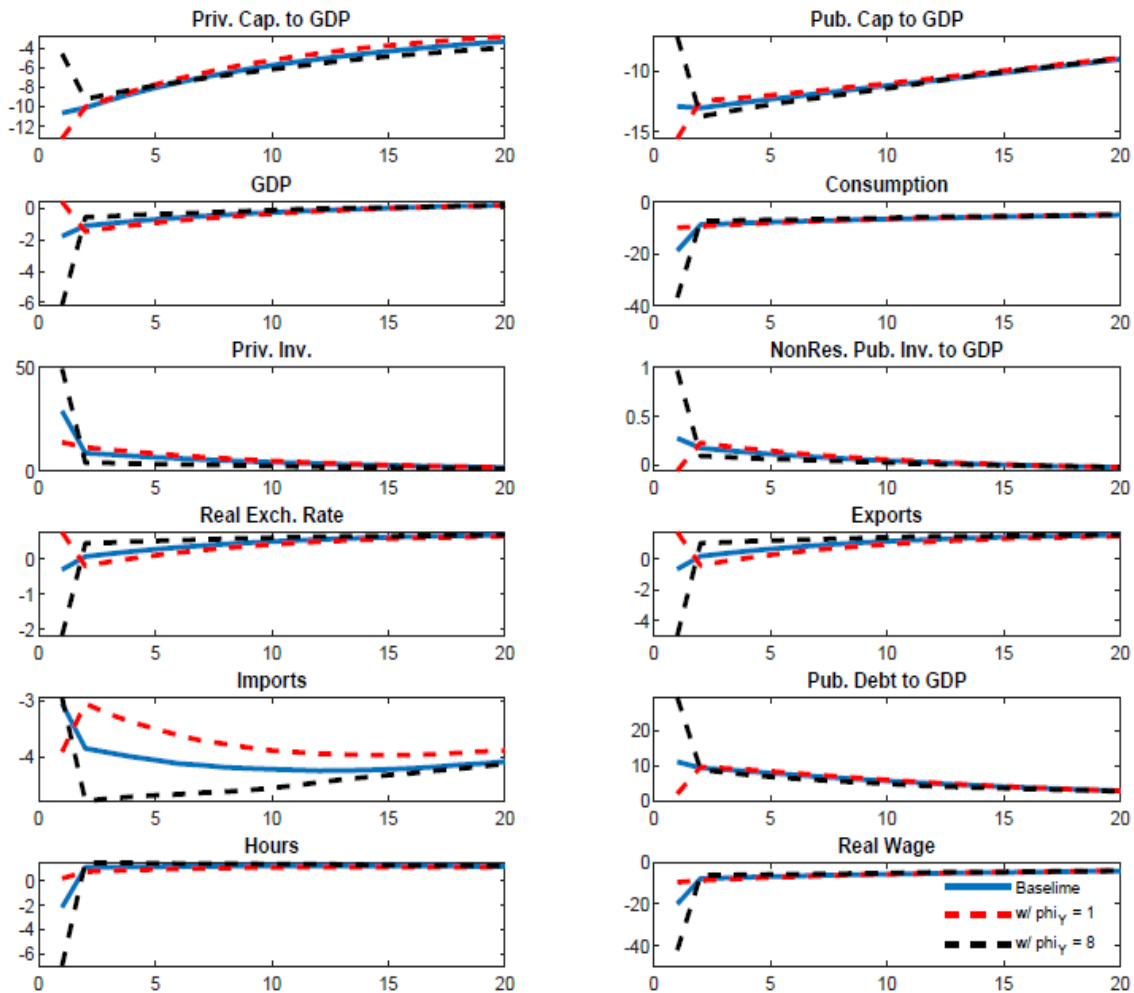 Priv. Cap. to GDP
-4
-6
-8
-10
-12
0 5 10 15 20
Pub. Cap to GDP
-10
-15
0 5 10 15 20
GDP
0
-2
-4
-6
0 5 10 15 20
Consumption
0
-20
-40
0 5 10 15 20
Priv. Inv.
50
0
0 5 10 15 20
NonRes. Pub. Inv. to GDP
1
0.5
0
0 5 10 15 20
Real Exch. Rate
0
-1
-2
0 5 10 15 20
Exports
0
-2
-4
0 5 10 15 20
Imports
-3
-4
0 5 10 15 20
Pub. Debt to GDP
20
10
0
0 5 10 15 20
Hours
0
-2
-4
-6
0 5 10 15 20
Real Wage
0
-20
-40
0 5 10 15 20
Baselime
w/ phiY = 1
w/ phiY = 8